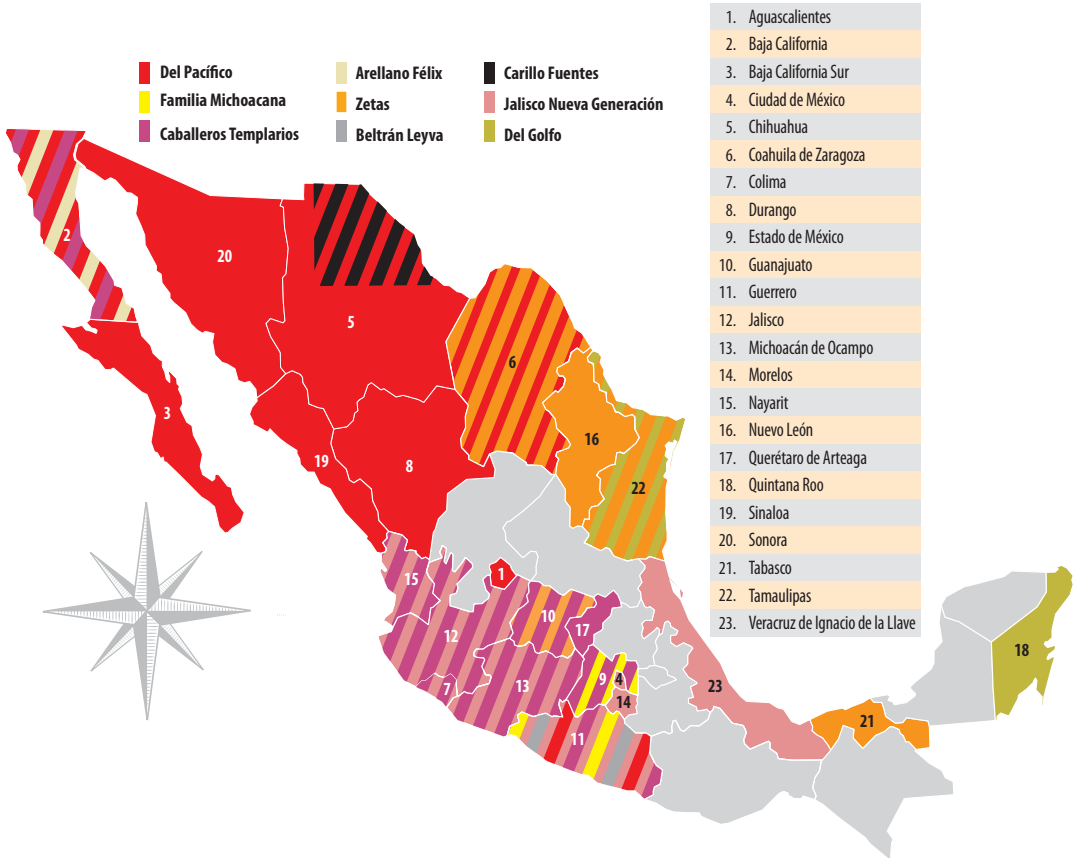 Del Pacífico
Familia Michoacana
Caballeros Templarios
Arellano Félix
Zetas
Beltrán Leyva
Carillo Fuentes
Jalisco Nueva Generación
Del Golfo
1. Aguascalientes
2. Baja California
3. Baja California Sur
4. Ciudad de México
5. Chihuahua
6. Coahuila de Zaragoza
7. Colima
8. Durango
9. Estado de México
10. Guanajuato
11. Guerrero
12. Jalisco
13. Michoacán de Ocampo
14. Morelos
15. Nayarit
16. Nuevo León
17. Querétaro de Arteaga
18. Quintana Roo
19. Sinaloa
20. Sonora
21. Tabasco
22. Tamaulipas
23. Veracruz de Ignacio de la Llave
2
20
5
6
3
19
8
16
22
15
1
12
10
17
7
13
9
4
14
11
23
21
18